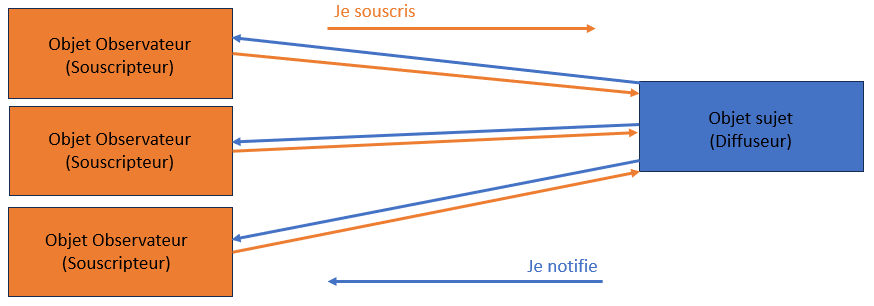 Je souscris
Objet Observateur
(Souscripteur)
Objet Observateur
(Souscripteur)
Objet Observateur
(Souscripteur)
Objet sujet
(Diffuseur)
Je notifie